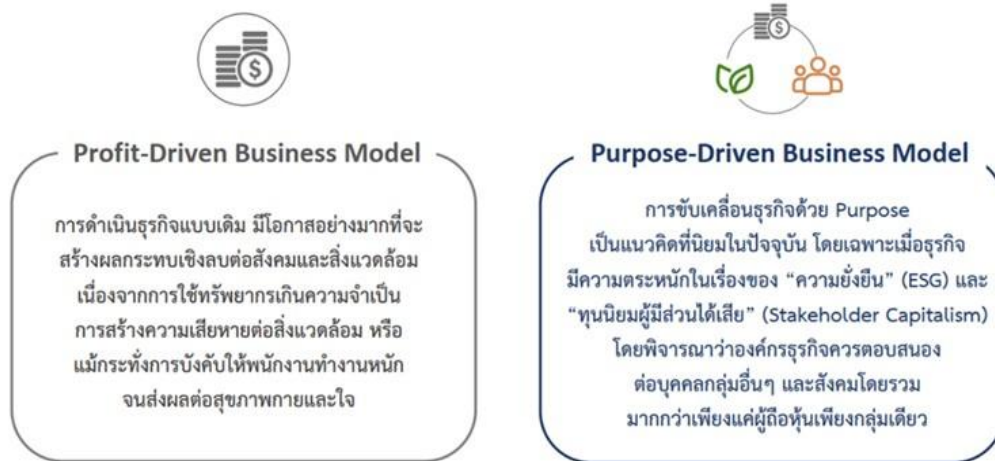 Profit-Driven Business Model
การดำเนินธุรกิจแบบเดิม มีโอกาสอย่างมากที่จะ
สร้างผลกระทบเชิงลบต่อสังคมและสิ่งแวดล้อม
เนื่องจากการใช้ทรัพยากรเกินความจำเป็น
การสร้างความเสียหายต่อสิ่งแวดล้อม หรือ
แม้กระทั่งการบังคับให้พนักงานทำงานหนัก
จนส่งผลต่อสุขภาพกายและใจ
Purpose-Driven Business Model
การขับเคลื่อนธุรกิจด้วย Purpose
เป็นแนวคิดที่นิยมในปัจจุบัน โดยเฉพาะเมื่อธุรกิจ
มีความตระหนักในเรื่องของ “ความยั่งยืน” (ESG) และ
“ทุนนิยมผู้มีส่วนได้เสีย” (Stakeholder Capitalism)
โดยพิจารณาว่าองค์กรธุรกิจควรตอบสนอง
ต่อบุคคลกลุ่มอื่นๆ และสังคมโดยรวม
มากกว่าเพียงแค่ผู้ถือหุ้นเพียงกลุ่มเดียว